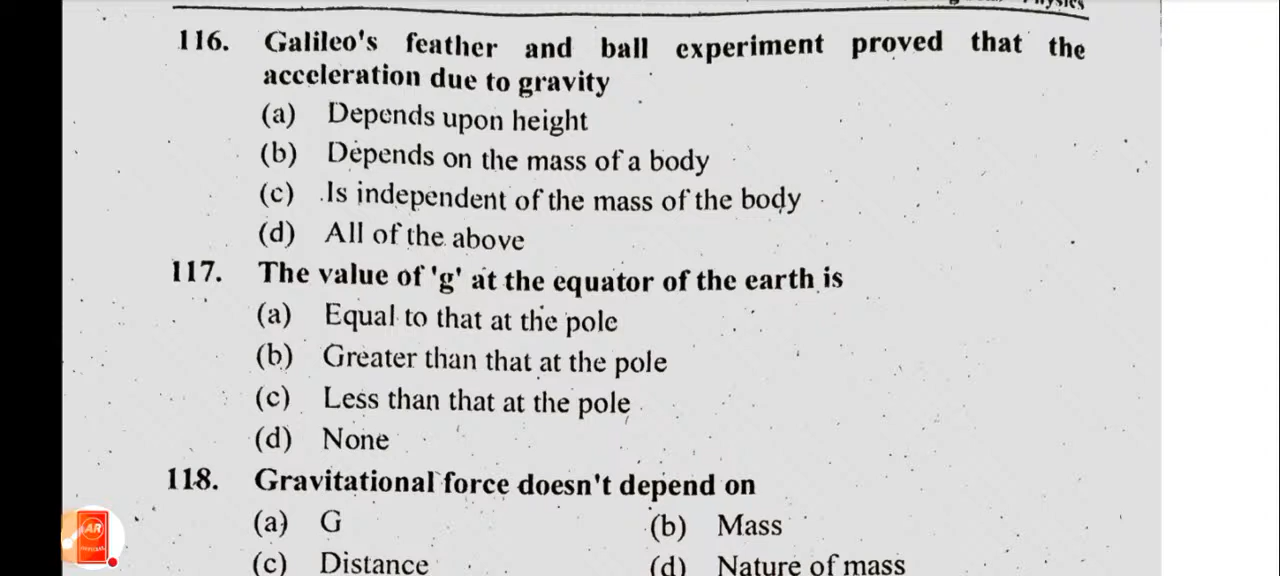 116. Galileo's feather and ball experiment proved that the
acceleration due to gravity
(a) Depends upon height
(b) Depends on the mass of a body
(c) Is independent of the mass of the body
(d) All of the above
117. The value of 'g' at the equator of the earth is
(a) Equal to that at the pole
(b) Greater than that at the pole
(c) Less than that at the pole
(d) None
118. Gravitational force doesn't depend on
(a) G (b) Mass
(c) Distance (d) Nature of mass
AR